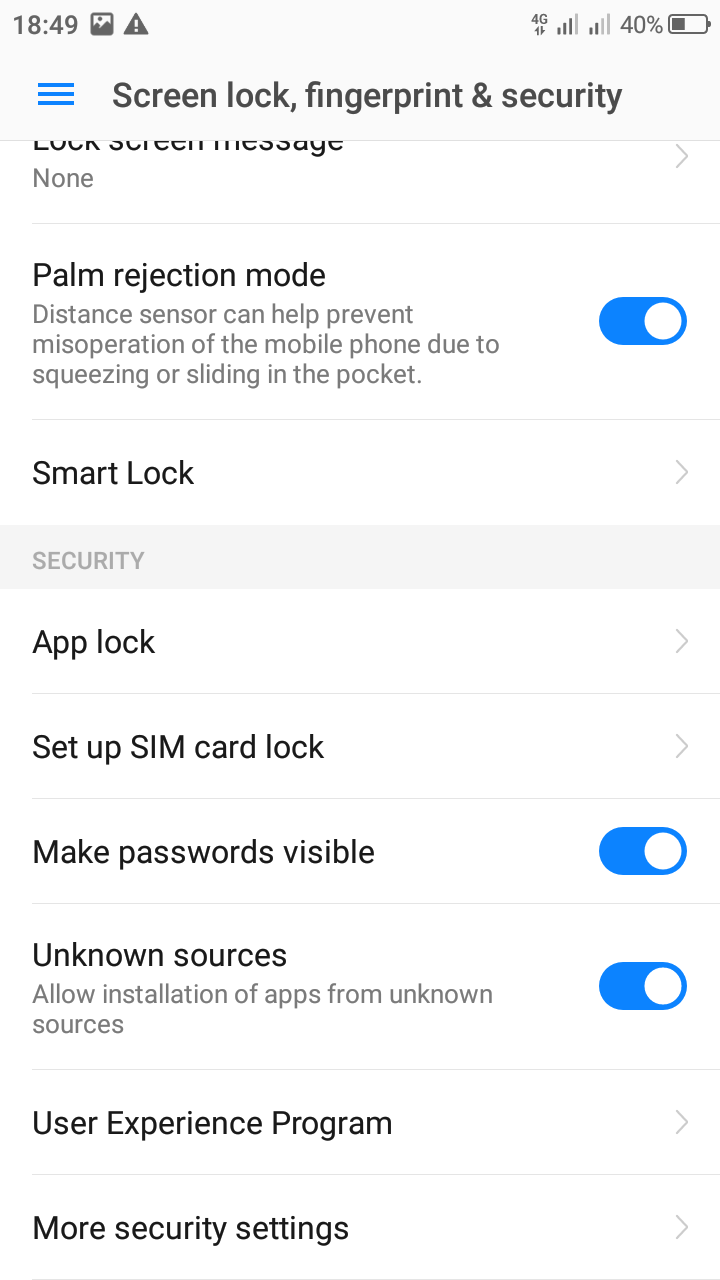 18:49
4G
40%
Screen lock, fingerprint & security
Lock screen message
None
Palm rejection mode
Distance sensor can help prevent
misoperation of the mobile phone due to
squeezing or sliding in the pocket.
Smart Lock
SECURITY
App lock
Set up SIM card lock
Make passwords visible
Unknown sources
Allow installation of apps from unknown
sources
User Experience Program
More security settings